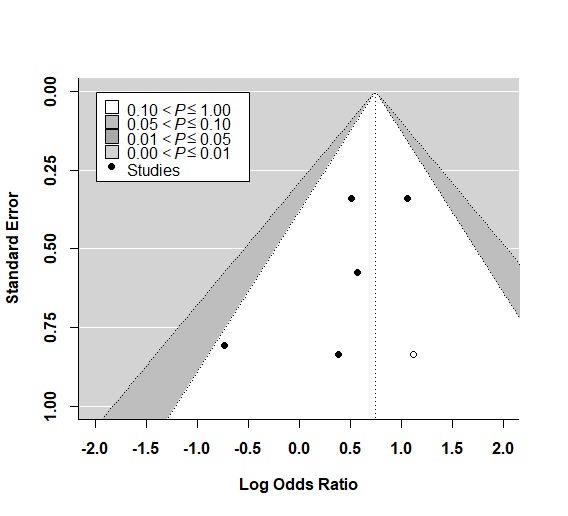 0.10 < P ≤ 1.00
0.05 < P ≤ 0.10
0.01 < P ≤ 0.05
0.00 < P ≤ 0.01
Studies
Standard Error
0.00
0.25
0.50
0.75
1.00
-2.0 -1.5 -1.0 -0.5 0.0 0.5 1.0 1.5 2.0
Log Odds Ratio